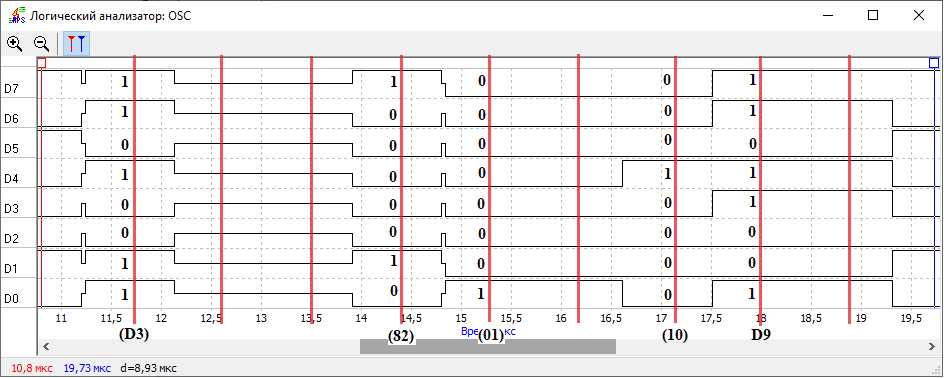 Логический анализатор: OSC
D7 1 1 0 0 1
D6 1 0 0 0 1
D5 0 0 0 0 0
D4 1 0 0 1 1
D3 0 0 0 0 1
D2 0 0 0 0 0
D1 1 1 0 0 0
D0 1 0 1 0 1
11 11,5 12 12,5 13 13,5 14 14,5 15 15,5 16 16,5 17 17,5 18 18,5 19 19,5
(D3) (82) (01) (10) D9
10,8 мкс 19,73 мкс d=8,93 мкс